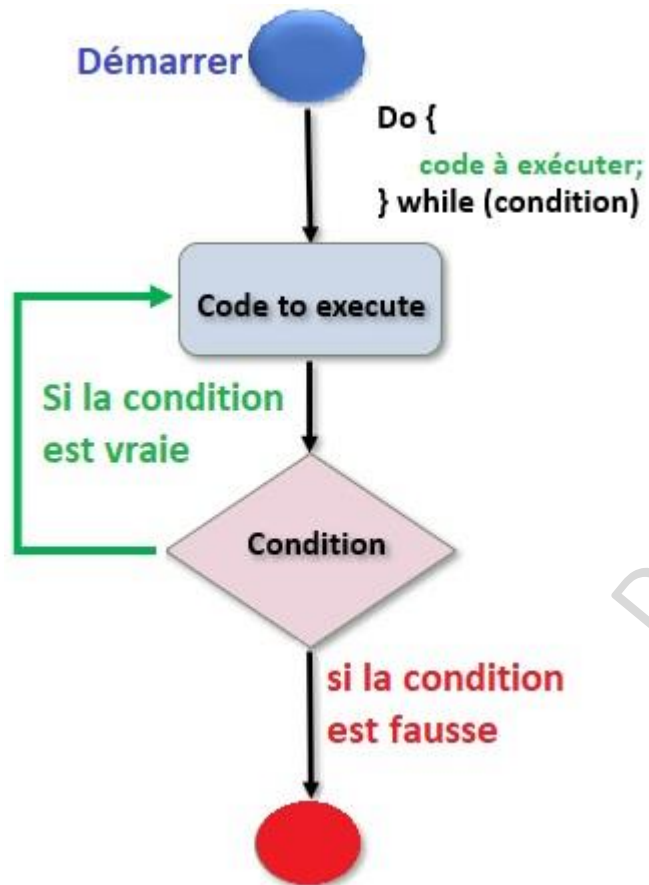 Démarrer
Do {
code à exécuter;
} while (condition)
Code to execute
Si la condition
est vraie
Condition
si la condition
est fausse